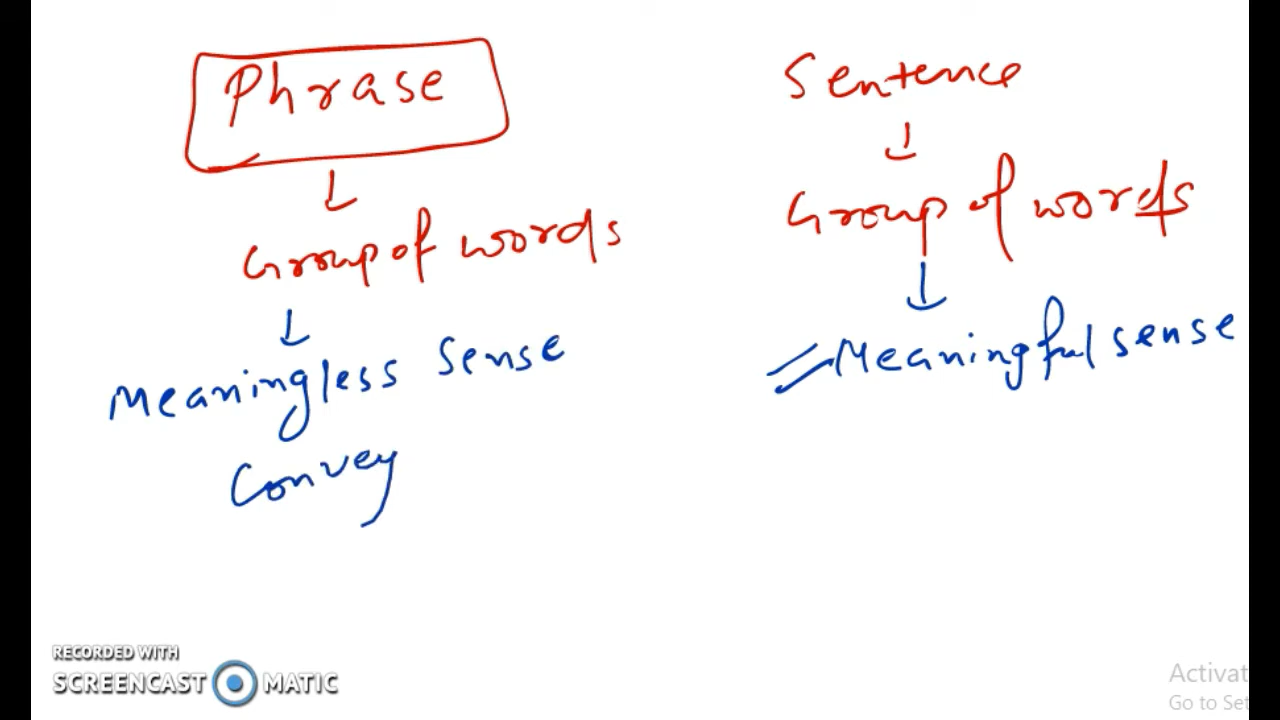 Phrase
Group of words
Meaningless sense
Convey
Sentence
Group of words
Meaningful sense
RECORDED WITH
SCREENCAST MATIC
Activat
Go to Set